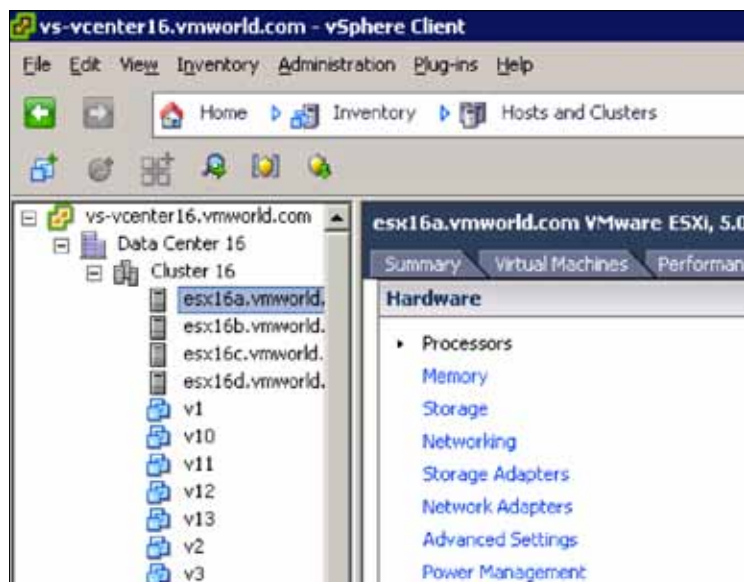 vs-vcenter16.vmworld.com - vSphere Client
File Edit View Inventory Administration Plug-ins Help
Home Inventory Hosts and Clusters
vs-vcenter16.vmworld.com
Data Center 16
Cluster 16
esx16a.vmworld.
esx16b.vmworld.
esx16c.vmworld.
esx16d.vmworld.
v1
v10
v11
v12
v13
v2
v3
esx16a.vmworld.com VMware ESXi, 5.0
Summary Virtual Machines Performan
Hardware
Processors
Memory
Storage
Networking
Storage Adapters
Network Adapters
Advanced Settings
Power Management